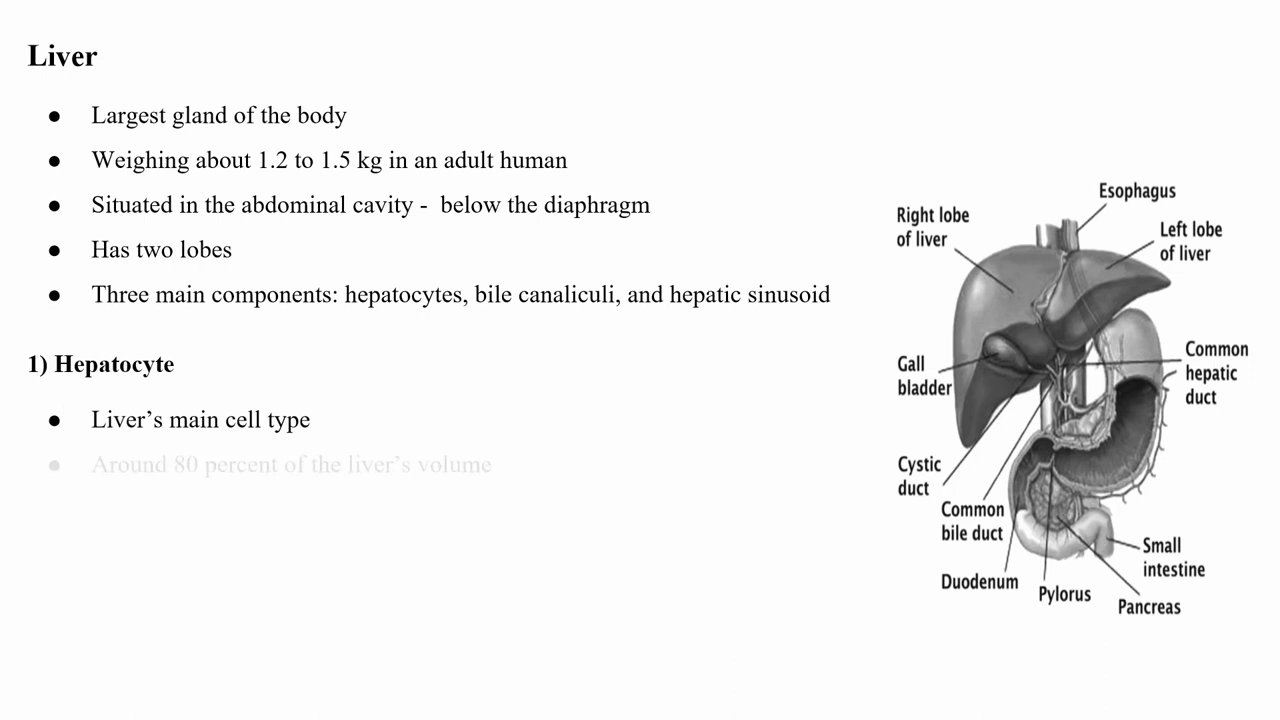 Liver
● Largest gland of the body
● Weighing about 1.2 to 1.5 kg in an adult human
● Situated in the abdominal cavity -  below the diaphragm
● Has two lobes
● Three main components: hepatocytes, bile canaliculi, and hepatic sinusoid
1) Hepatocyte
● Liver’s main cell type
● Around 80 percent of the liver’s volume
Esophagus
Right lobe
of liver
Left lobe
of liver
Gall
bladder
Common
hepatic
duct
Cystic
duct
Common
bile duct
Small
intestine
Duodenum
Pylorus
Pancreas